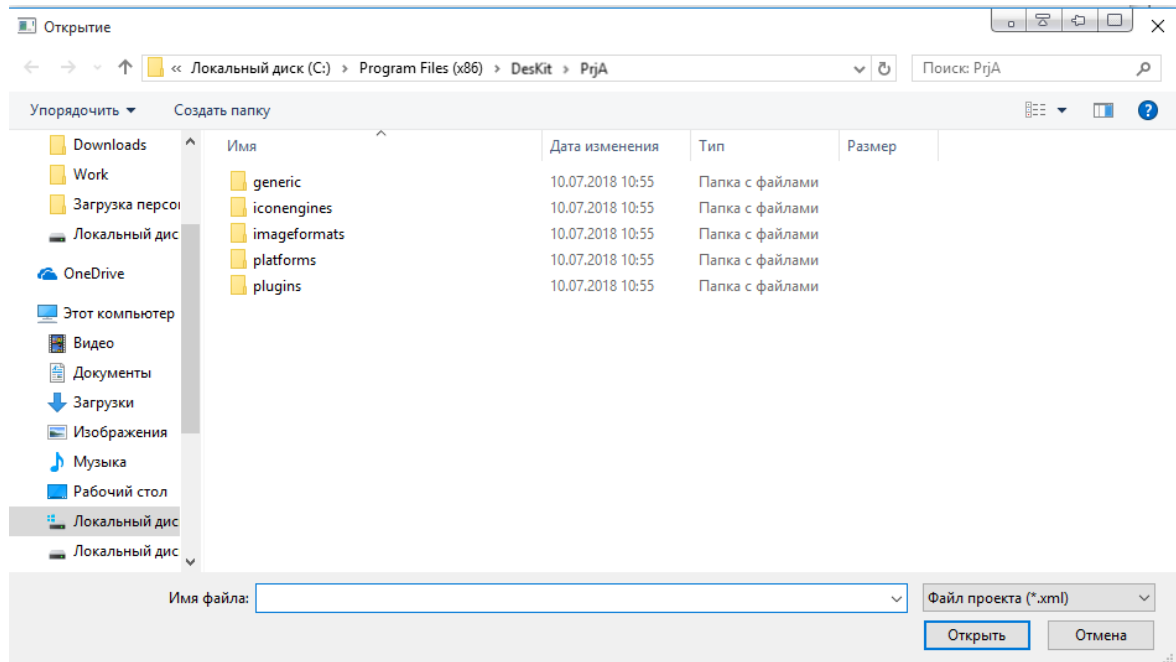 Открытие
« Локальный диск (C:) › Program Files (x86) › DesKit › PrjA
Поиск: PrjA
Упорядочить
Создать папку
?
Downloads
Work
Загрузка
Локальный
OneDrive
Этот компьютер
Видео
Документы
Загрузки
Изображения
Музыка
Рабочий стол
Локальный
Локальный
Имя Дата изменения Тип Размер
generic 10.07.2018 10:55 Папка с файлами
iconengines 10.07.2018 10:55 Папка с файлами
imageformats 10.07.2018 10:55 Папка с файлами
platforms 10.07.2018 10:55 Папка с файлами
plugins 10.07.2018 10:55 Папка с файлами
Имя файла:
Файл проекта (*.xml)
Открыть Отмена